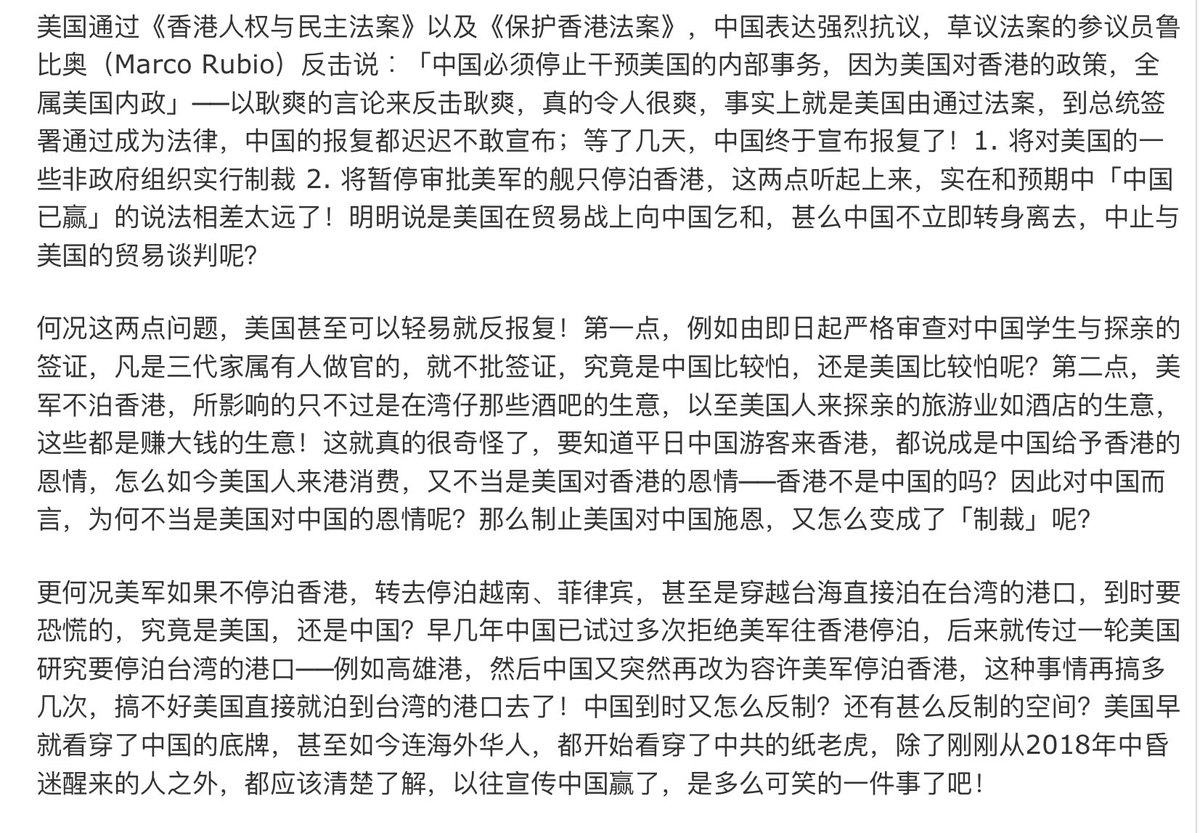 美国通过《香港人权与民主法案》以及《保护香港法案》，中国表达强烈抗议，草议法案的参议员鲁
比奥（Marco Rubio）反击说：「中国必须停止干预美国的内部事务，因为美国对香港的政策，全
属美国内政」──以耿爽的言论来反击耿爽，真的令人很爽，事实上就是美国由通过法案，到总统签
署通过成为法律，中国的报复都迟迟不敢宣布；等了几天，中国终于宣布报复了！1. 将对美国的一
些非政府组织实行制裁 2. 将暂停审批美军的舰只停泊香港，这两点听起上来，实在和预期中「中国
已赢」的说法相差太远了！明明说是美国在贸易战上向中国乞和，甚么中国不立即转身离去，中止与
美国的贸易谈判呢？
何况这两点问题，美国甚至可以轻易就反报复！第一点，例如由即日起严格审查对中国学生与探亲的
签证，凡是三代家属有人做官的，就不批签证，究竟是中国比较怕，还是美国比较怕呢？第二点，美
军不泊香港，所影响的只不过是在湾仔那些酒吧的生意，以至美国人来探亲的旅游业如酒店的生意，
这些都是赚大钱的生意！这就真的很奇怪了，要知道平日中国游客来香港，都说成是中国给予香港的
恩情，怎么如今美国人来港消费，又不当是美国对香港的恩情──香港不是中国的吗？因此对中国而
言，为何不当是美国对中国的恩情呢？那么制止美国对中国施恩，又怎么变成了「制裁」呢？
更何况美军如果不停泊香港，转去停泊越南、菲律宾，甚至是穿越台海直接泊在台湾的港口，到时要
恐慌的，究竟是美国，还是中国？早几年中国已试过多次拒绝美军往香港停泊，后来就传过一轮美国
研究要停泊台湾的港口──例如高雄港，然后中国又突然再改为容许美军停泊香港，这种事情再搞多
几次，搞不好美国直接就泊到台湾的港口去了！中国到时又怎么反制？还有甚么反制的空间？美国早
就看穿了中国的底牌，甚至如今连海外华人，都开始看穿了中共的纸老虎，除了刚刚从2018年中昏
迷醒来的人之外，都应该清楚了解，以往宣传中国赢了，是多么可笑的一件事了吧！